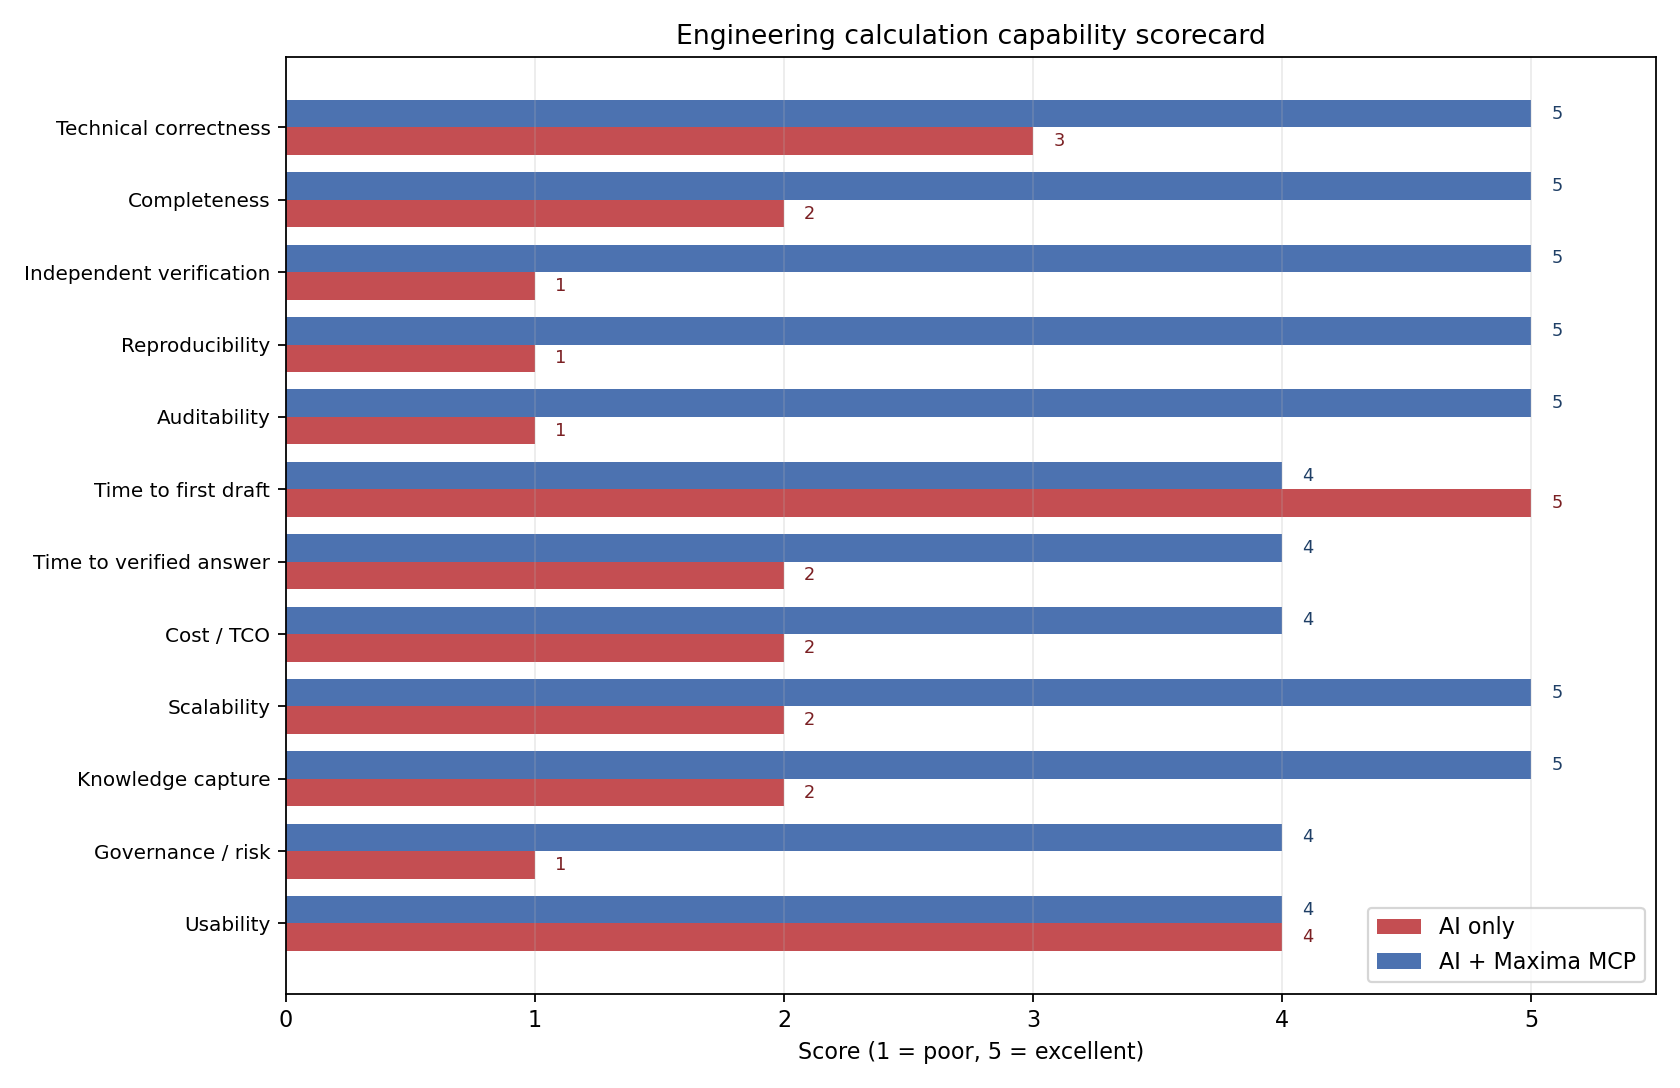 Engineering calculation capability scorecard
Technical correctness
5
3
Completeness
5
2
Independent verification
5
1
Reproducibility
5
1
Auditability
5
1
Time to first draft
4
5
Time to verified answer
4
2
Cost / TCO
4
2
Scalability
5
2
Knowledge capture
5
2
Governance / risk
4
1
Usability
4
4
AI only
AI + Maxima MCP
0 1 2 3 4 5
Score (1 = poor, 5 = excellent)